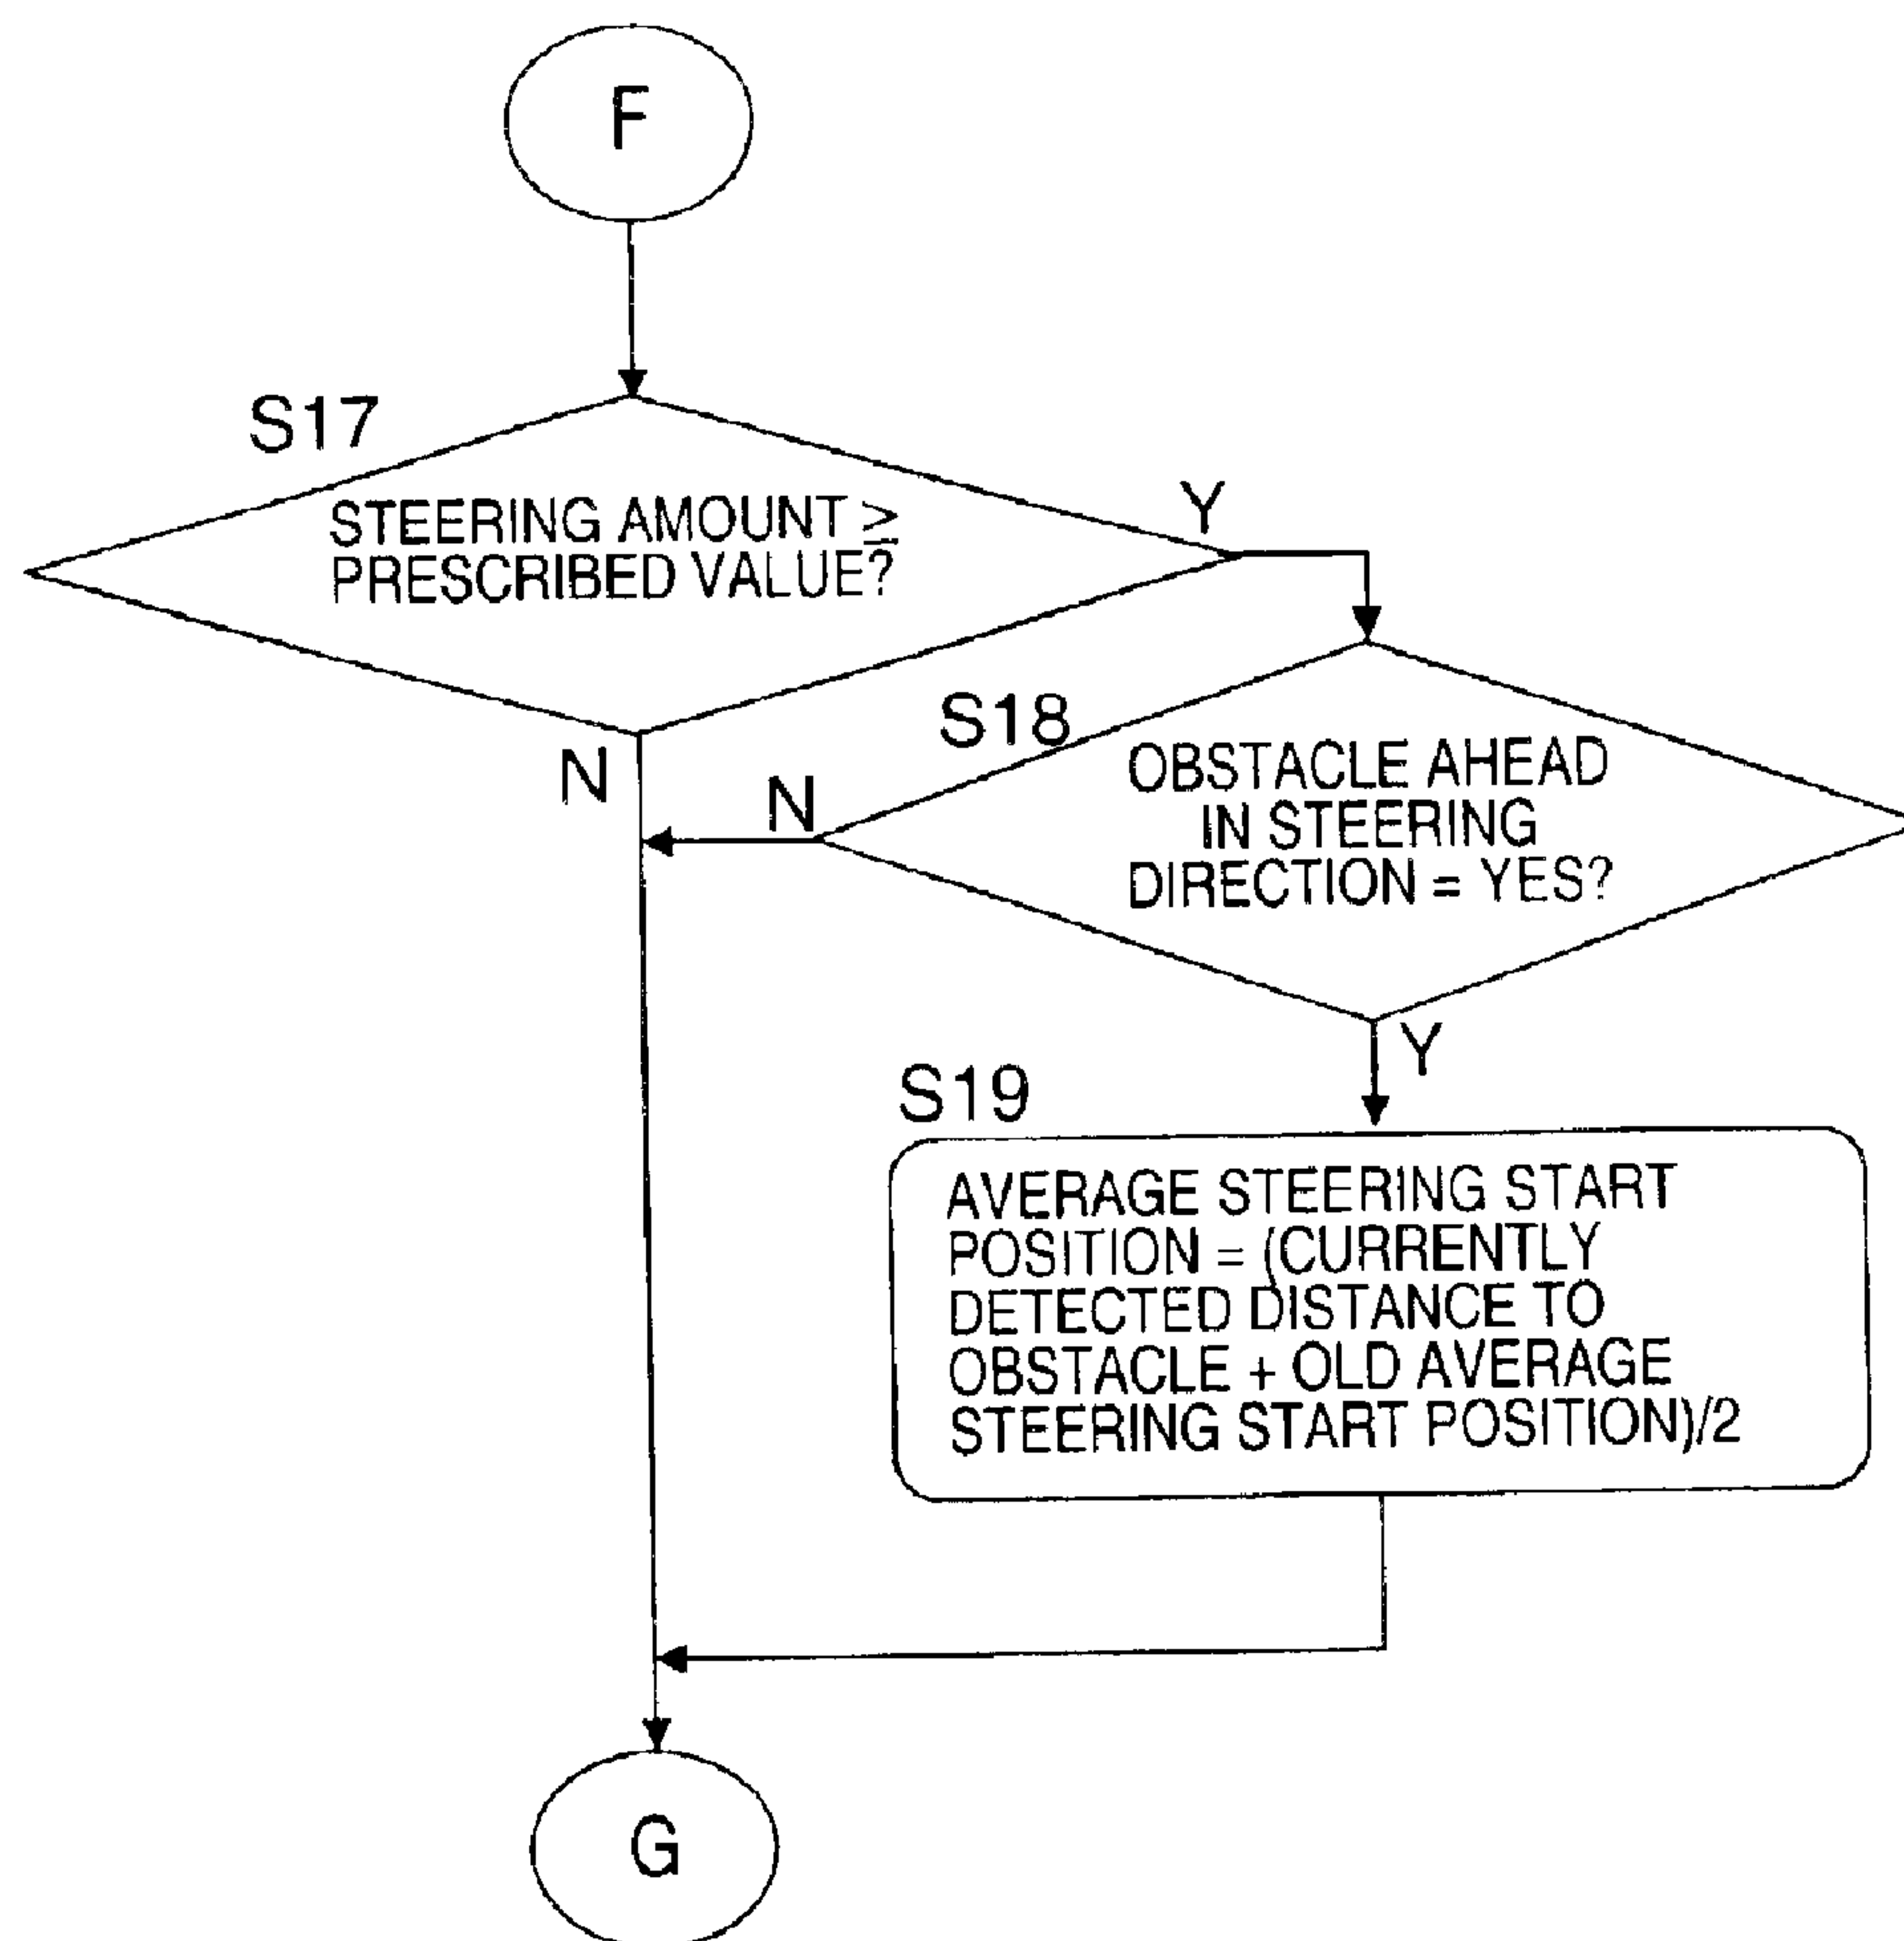 F
S17
STEERING AMOUNT ≥
PRESCRIBED VALUE?
Y
N
S18
N
OBSTACLE AHEAD
IN STEERING
DIRECTION = YES?
Y
S19
AVERAGE STEERING START
POSITION = (CURRENTLY
DETECTED DISTANCE TO
OBSTACLE + OLD AVERAGE
STEERING START POSITION)/2
G